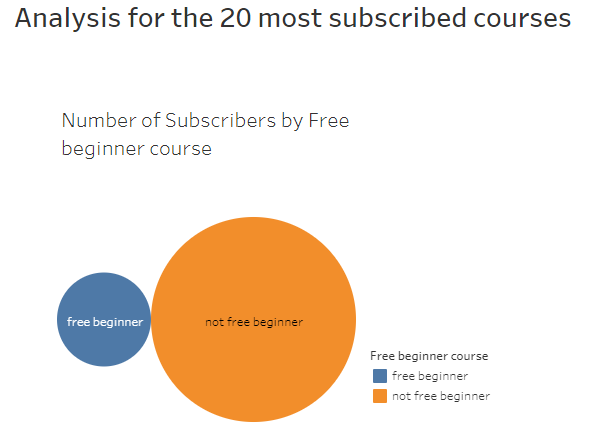 Analysis for the 20 most subscribed courses
Number of Subscribers by Free
beginner course
free beginner
not free beginner
Free beginner course
free beginner
not free beginner